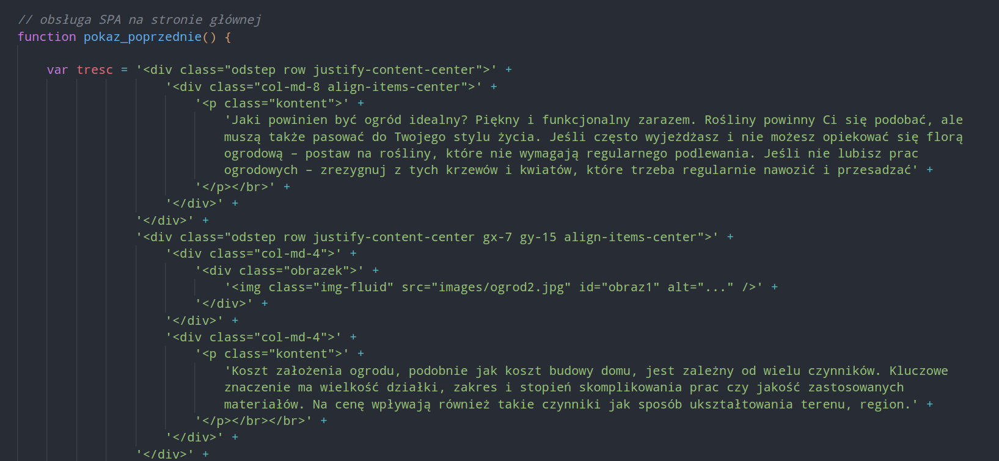 // obsługa SPA na stronie głównej
function pokaz_poprzednie() {
var tresc = '<div class="odstep row justify-content-center">' +
'<div class="col-md-8 align-items-center">' +
'<p class="kontent">' +
'Jaki powinien być ogród idealny? Piękny i funkcjonalny zarazem. Rośliny powinny Ci się podobać, ale
muszą także pasować do Twojego stylu życia. Jeśli często wyjeżdżasz i nie możesz opiekować się florą
ogrodową – postaw na rośliny, które nie wymagają regularnego podlewania. Jeśli nie lubisz prac
ogrodowych – zrezygnuj z tych krzewów i kwiatów, które trzeba regularnie nawozić i przesadzać' +
'</p></br>' +
'</div>' +
'</div>' +
'<div class="odstep row justify-content-center gx-7 gy-15 align-items-center">' +
'<div class="col-md-4">' +
'<div class="obrazek">' +
'<img class="img-fluid" src="images/ogrod2.jpg" id="obraz1" alt="..." />' +
'</div>' +
'</div>' +
'<div class="col-md-4">' +
'<p class="kontent">' +
'Koszt założenia ogrodu, podobnie jak koszt budowy domu, jest zależny od wielu czynników. Kluczowe
znaczenie ma wielkość działki, zakres i stopień skomplikowania prac czy jakość zastosowanych
materiałów. Na cenę wpływają również takie czynniki jak sposób ukształtowania terenu, region.' +
'</p></br></br>' +
'</div>' +
'</div>' +